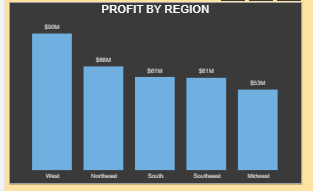 PROFIT BY REGION
$90M
$68M
$61M
$61M
$53M
West Northeast South Southeast Midwest